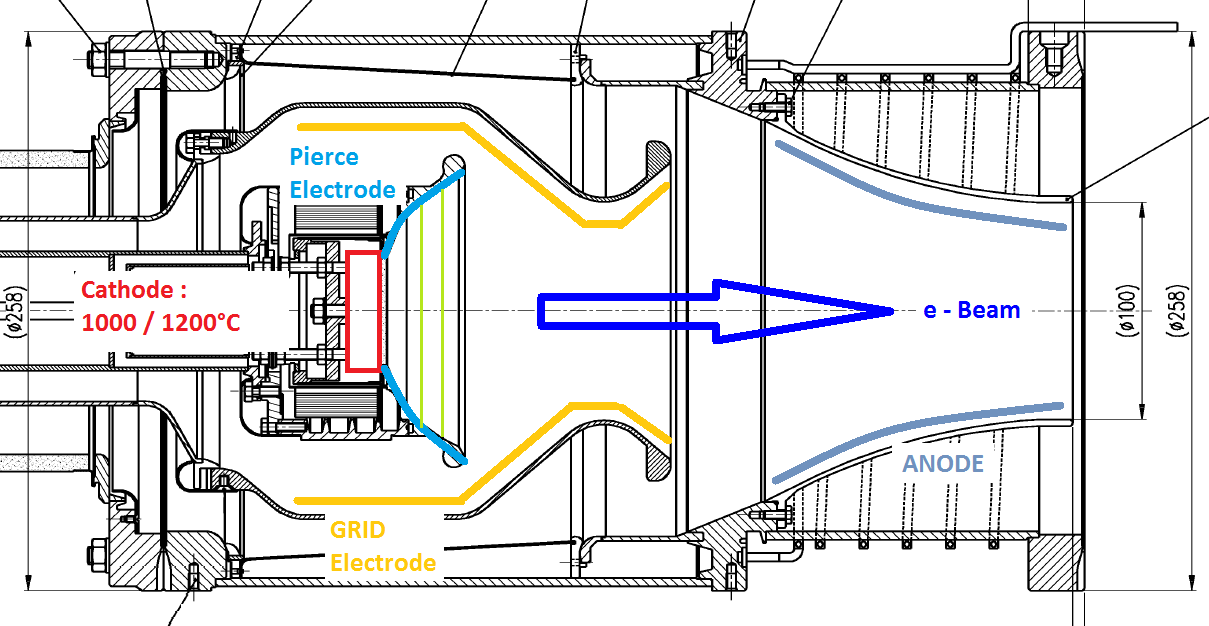 Pierce
Electrode
Cathode :
1000 / 1200°C
(ø258)
e - Beam
(ø100)
(ø258)
ANODE
GRID
Electrode